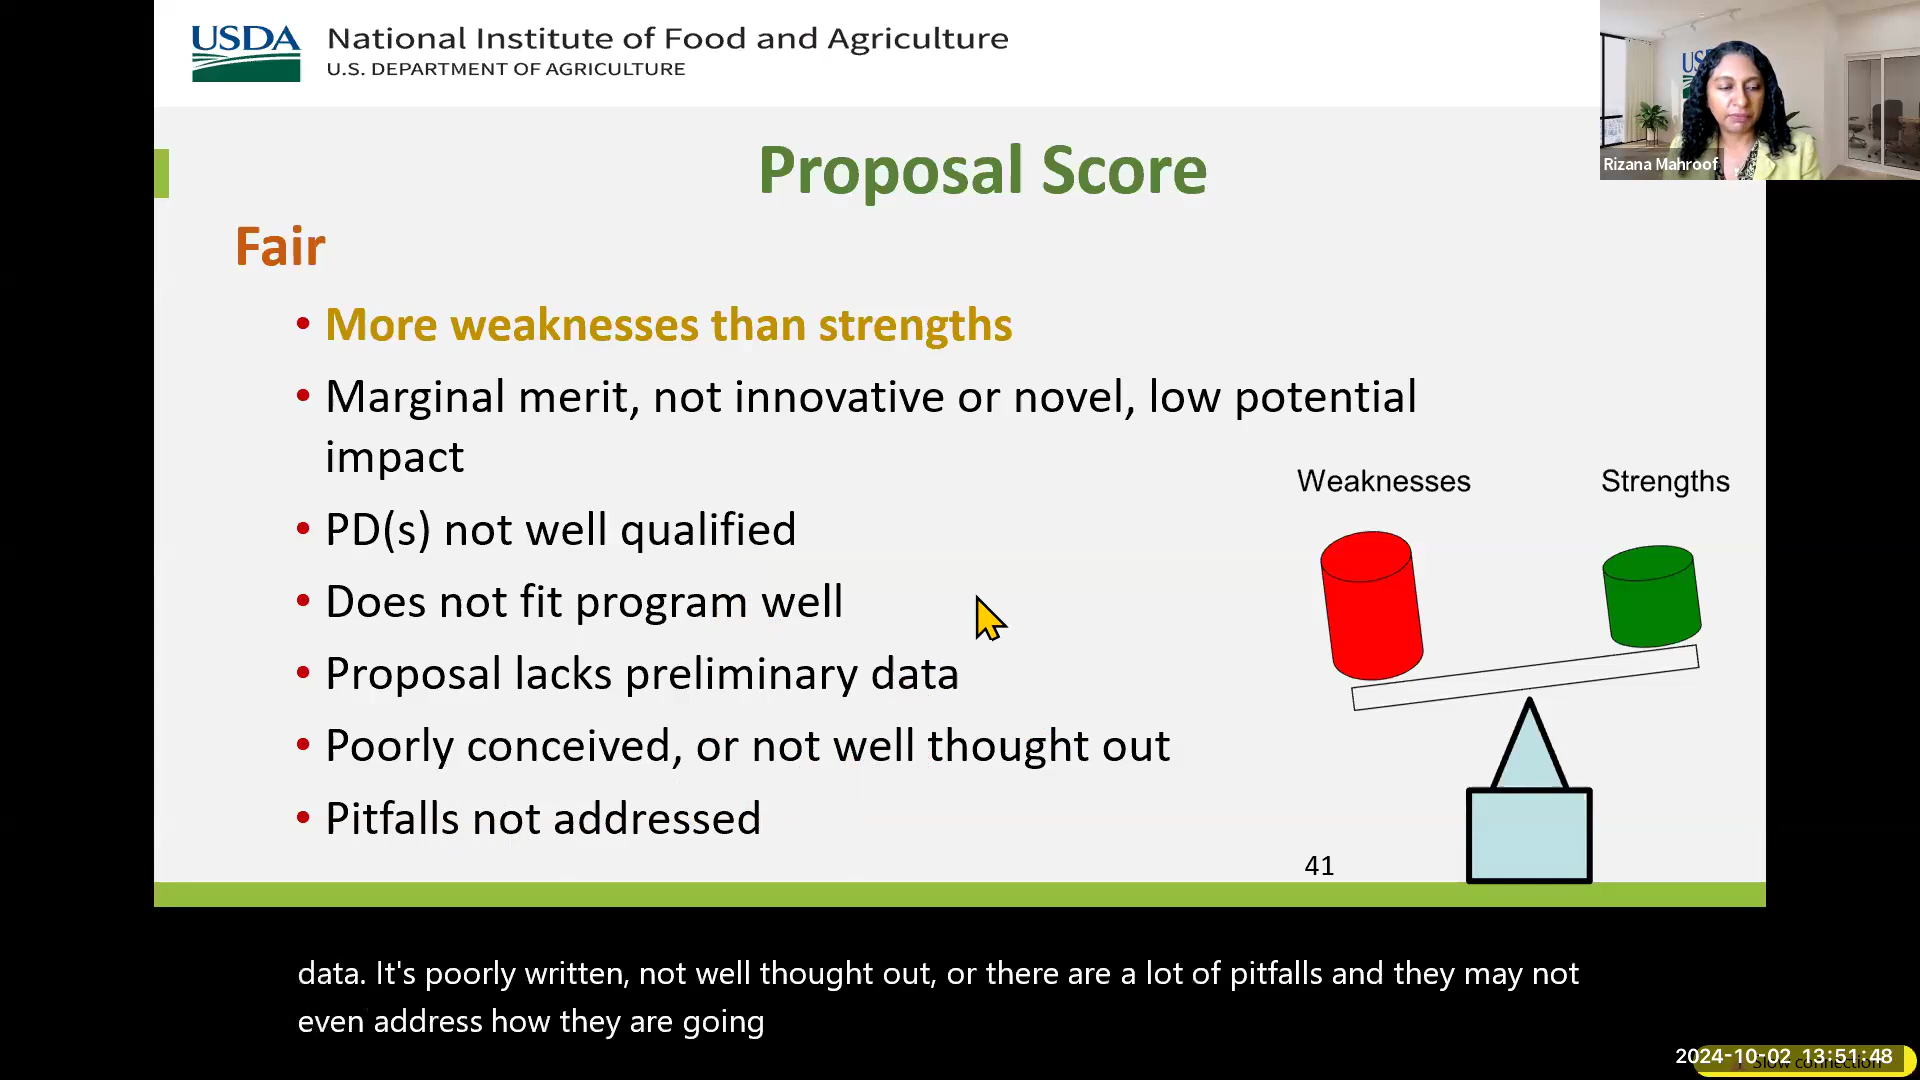 USDA
National Institute of Food and Agriculture
U.S. DEPARTMENT OF AGRICULTURE
US
Rizana Mahroof
Proposal Score
Fair
• More weaknesses than strengths
• Marginal merit, not innovative or novel, low potential
impact
• PD(s) not well qualified
• Does not fit program well
• Proposal lacks preliminary data
• Poorly conceived, or not well thought out
• Pitfalls not addressed
Weaknesses
Strengths
41
data. It's poorly written, not well thought out, or there are a lot of pitfalls and they may not
even address how they are going
2024-10-02 13:51:48
Slow connection